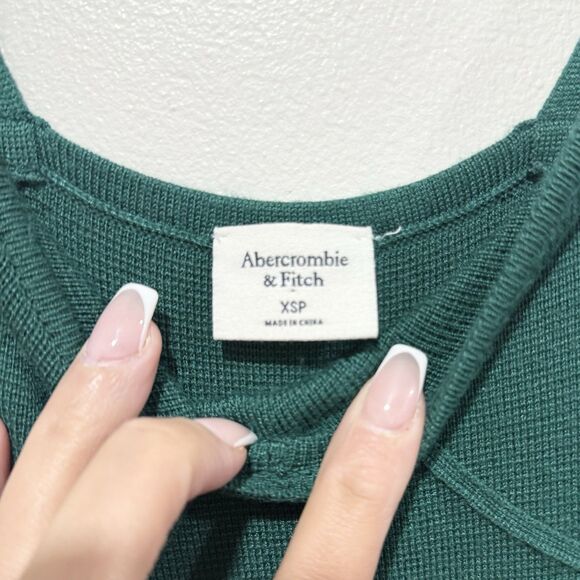 Abercrombie
& Fitch
XSP
MADE IN CHINA